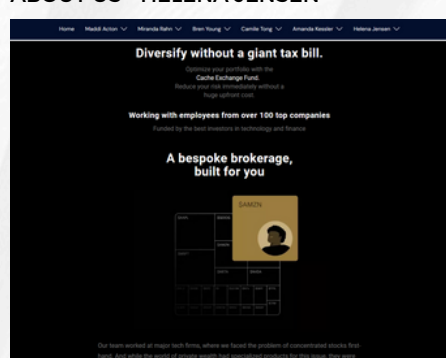 ABOUT US - HELENA JENSEN
Home Maddi Acton Miranda Rahn Bren Young Camile Tong Amanda Kessler Helena Jensen
Diversify without a giant tax bill.
Optimize your portfolio with the
Cache Exchange Fund.
Reduce your risk immediately without a
huge upfront cost.
Working with employees from over 100 top companies
Funded by the best investors in technology and finance
A bespoke brokerage,
built for you
$AMZN
Our team worked at major tech firms, where we faced the problem of concentrated stocks first-
hand. And while the world of private wealth had specialized products for this issue, they were